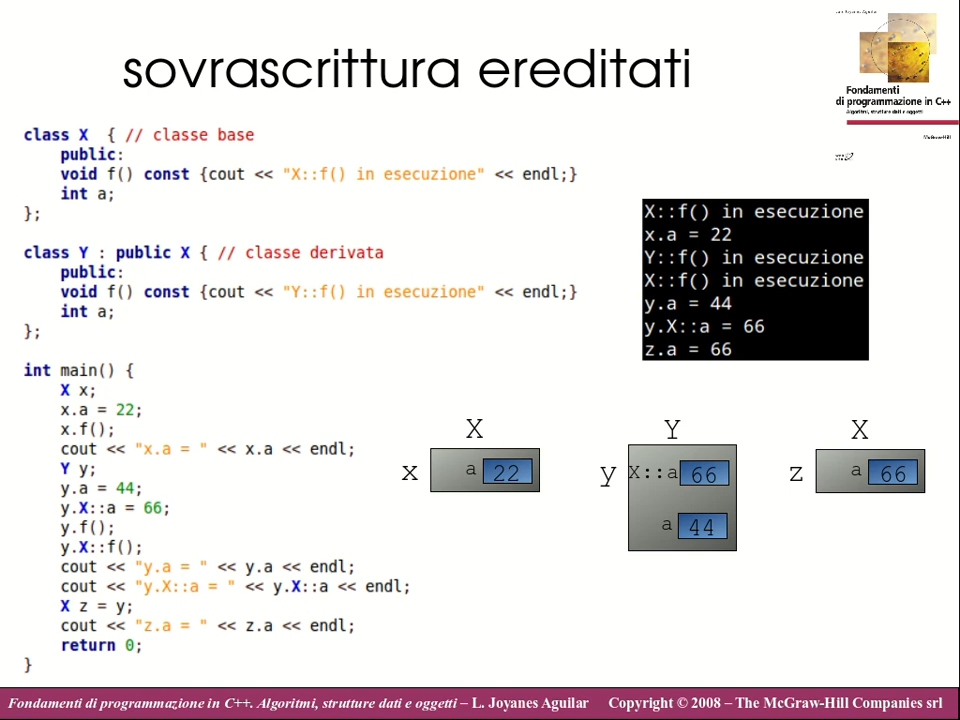 sovrascrittura ereditati
Fondamenti
di programmazione in C++
Algoritmi, strutture dati e oggetti
McGraw-Hill
class X { // classe base
public:
void f() const {cout << "X::f() in esecuzione" << endl;}
int a;
};
class Y : public X { // classe derivata
public:
void f() const {cout << "Y::f() in esecuzione" << endl;}
int a;
};
int main() {
X x;
x.a = 22;
x.f();
cout << "x.a = " << x.a << endl;
Y y;
y.a = 44;
y.X::a = 66;
y.f();
y.X::f();
cout << "y.a = " << y.a << endl;
cout << "y.X::a = " << y.X::a << endl;
X z = y;
cout << "z.a = " << z.a << endl;
return 0;
}
X::f() in esecuzione
x.a = 22
Y::f() in esecuzione
X::f() in esecuzione
y.a = 44
y.X::a = 66
z.a = 66
X
x a 22
Y
y X::a 66
a 44
X
z a 66
Fondamenti di programmazione in C++. Algoritmi, strutture dati e oggetti – L. Joyanes Aguilar Copyright © 2008 – The McGraw-Hill Companies srl